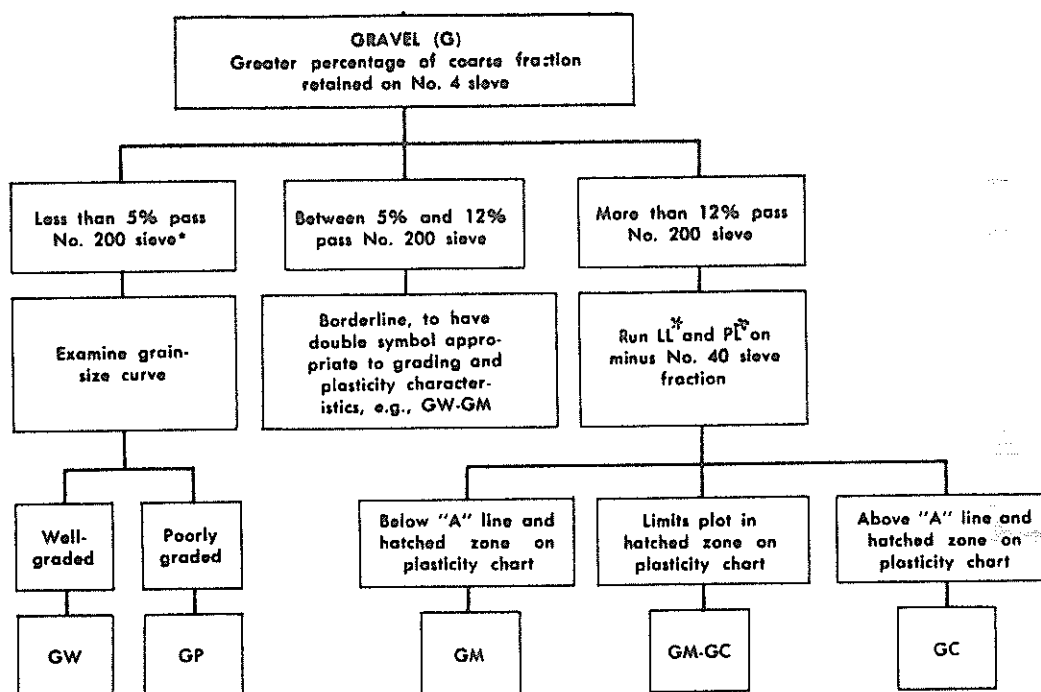 GRAVEL (G)
Greater percentage of coarse fraction
retained on No. 4 sieve
Less than 5% pass
No. 200 sieve*
Between 5% and 12%
pass No. 200 sieve
More than 12% pass
No. 200 sieve
Examine grain-
size curve
Borderline, to have
double symbol appro-
priate to grading and
plasticity character-
istics, e.g., GW-GM
Run LL* and PL* on
minus No. 40 sieve
fraction
Well-
graded
Poorly
graded
Below "A" line and
hatched zone on
plasticity chart
Limits plot in
hatched zone on
plasticity chart
Above "A" line and
hatched zone on
plasticity chart
GW
GP
GM
GM-GC
GC